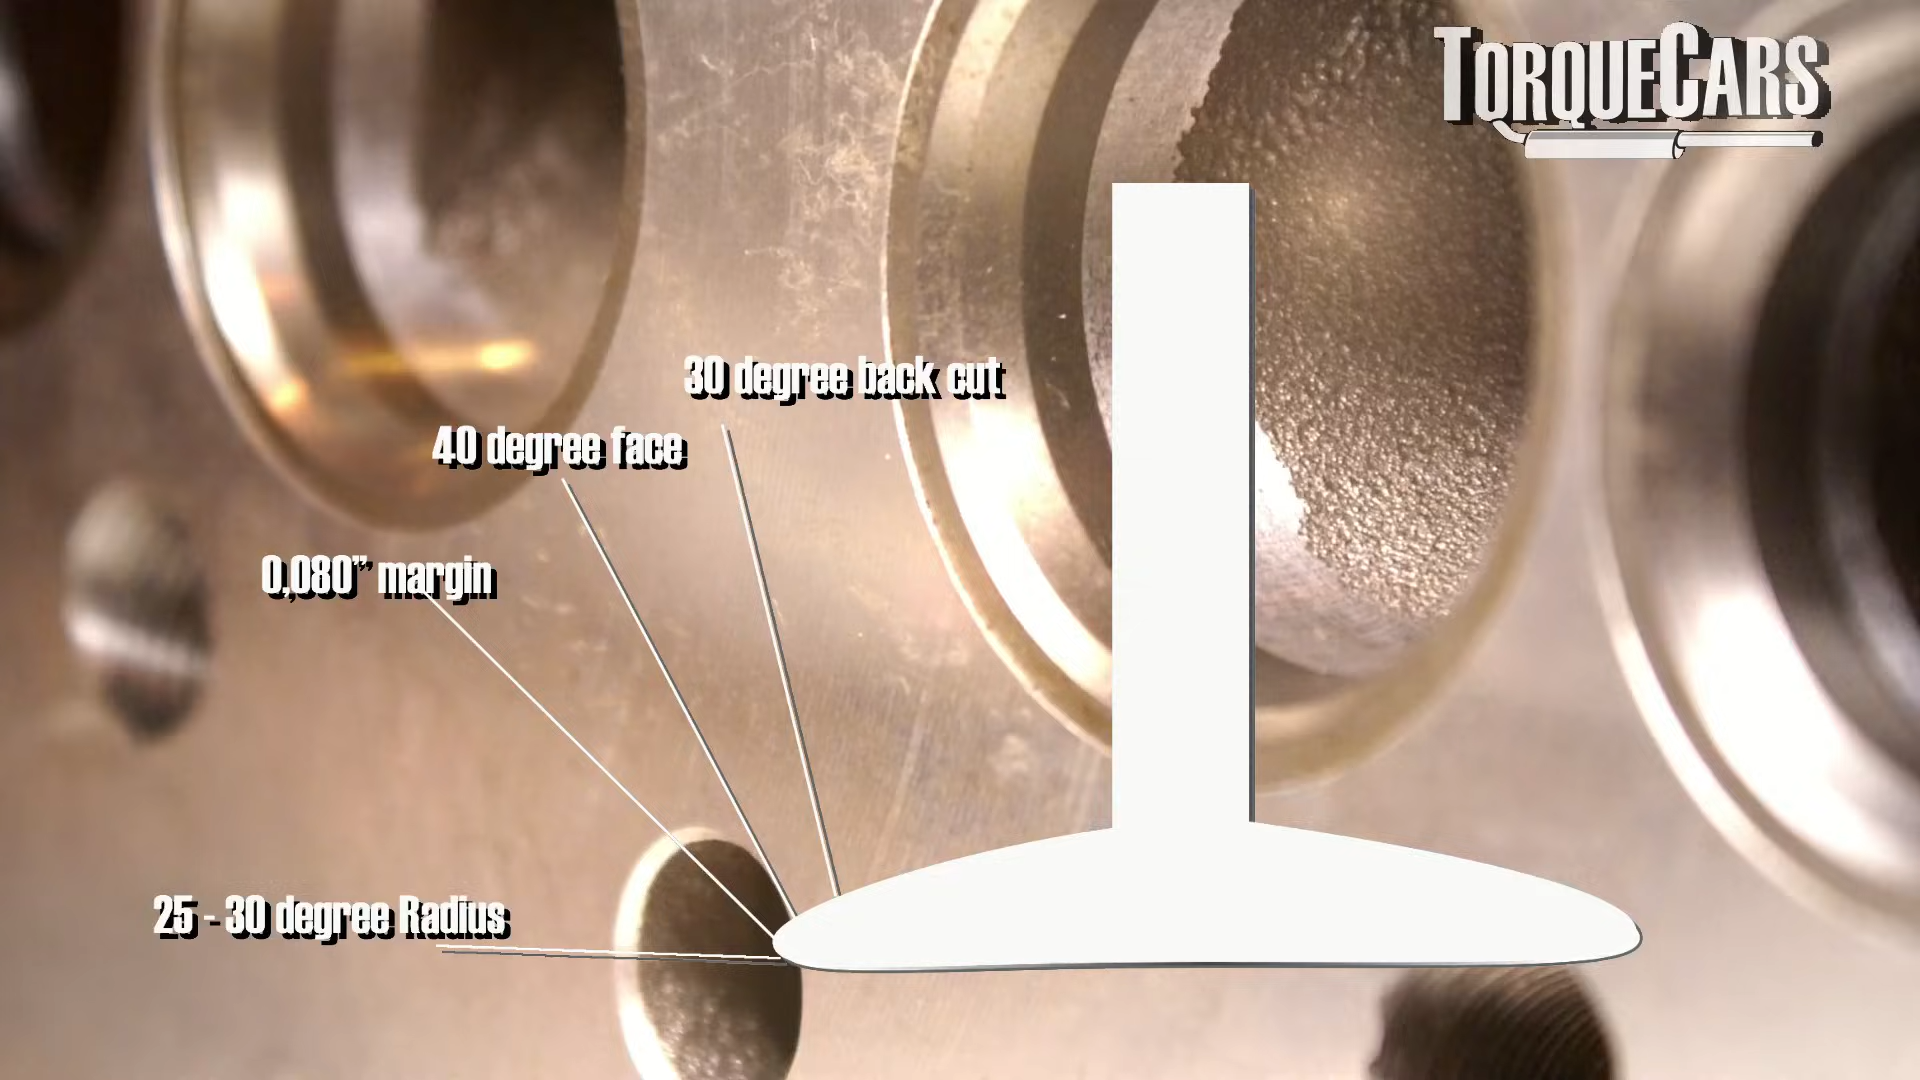 TORQUECARS
30 degree back cut
40 degree face
0,080" margin
25 - 30 degree Radius